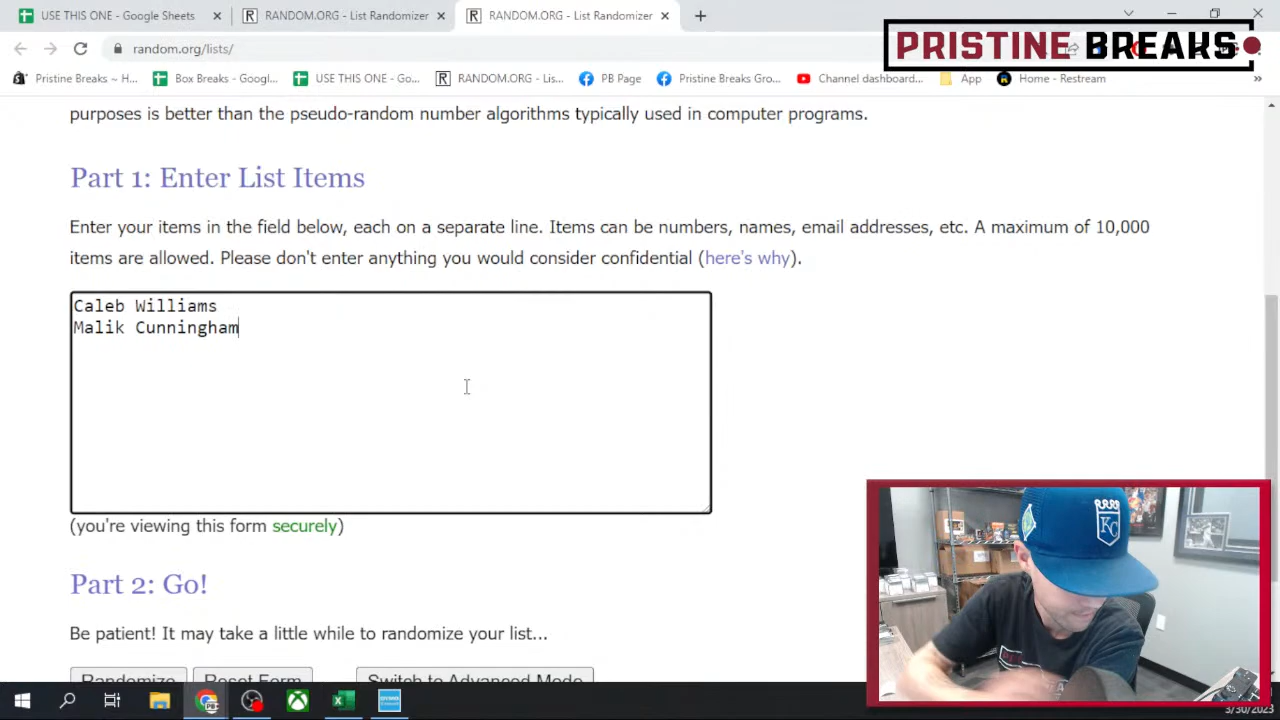 USE THIS ONE - Google Sheets
RANDOM.ORG - List Randomizer
RANDOM.ORG - List Randomizer
random.org/lists/
PRISTINE BREAKS
Pristine Breaks ~ H...
Box Breaks - Googl...
USE THIS ONE - Go...
RANDOM.ORG - Lis...
PB Page
Pristine Breaks Gro...
Channel dashboard...
App
Home - Restream
purposes is better than the pseudo-random number algorithms typically used in computer programs.
Part 1: Enter List Items
Enter your items in the field below, each on a separate line. Items can be numbers, names, email addresses, etc. A maximum of 10,000
items are allowed. Please don't enter anything you would consider confidential (here's why).
Caleb Williams
Malik Cunningham
(you're viewing this form securely)
KC
Part 2: Go!
Be patient! It may take a little while to randomize your list...
Randomize
Reset Form
Switch to Advanced Mode
3/30/2023